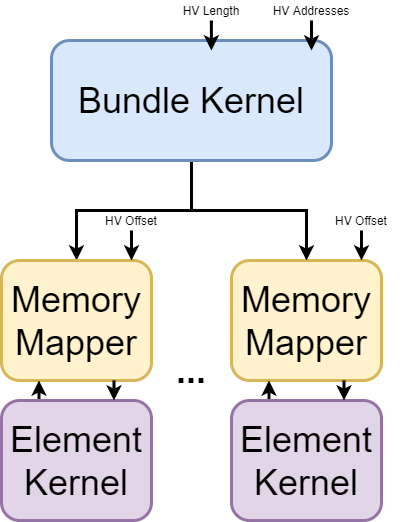 HV Length HV Addresses
Bundle Kernel
HV Offset HV Offset
Memory Mapper
...
Memory Mapper
Element Kernel
Element Kernel